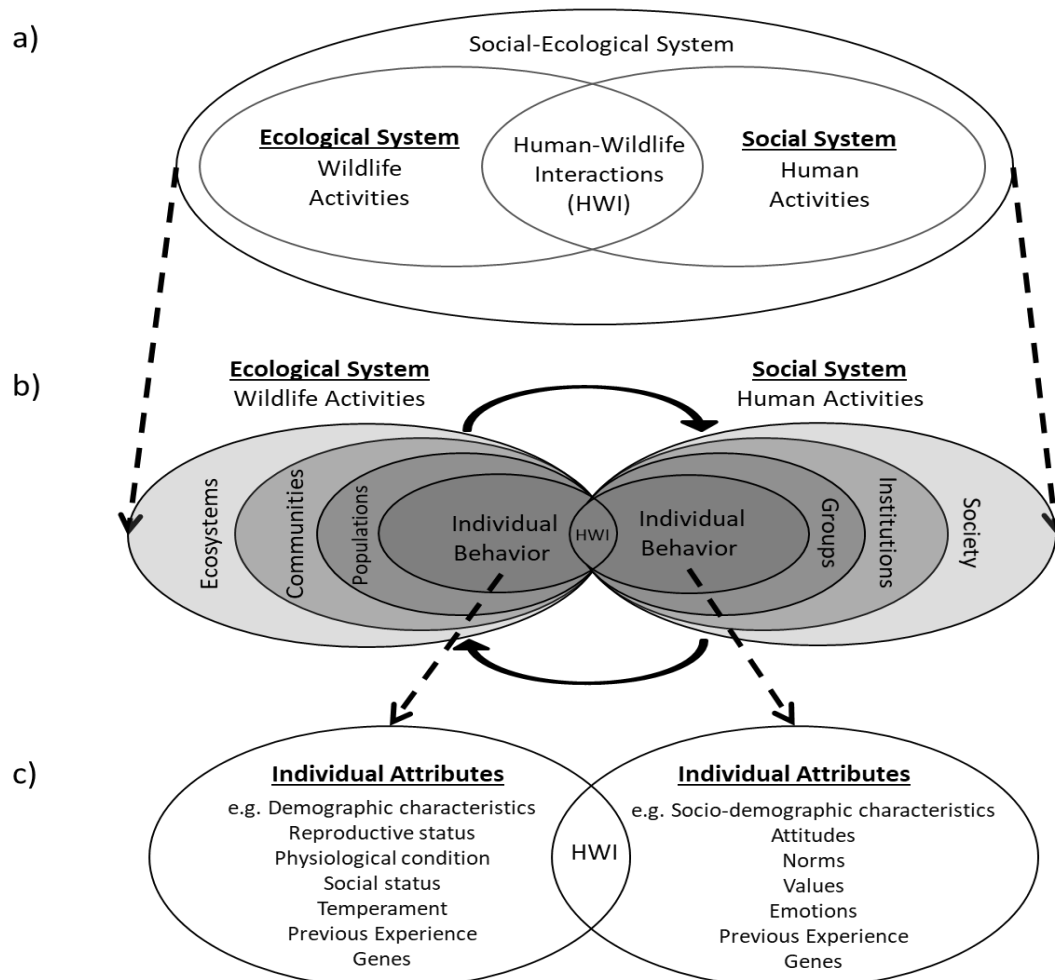 a)
Social-Ecological System
Ecological System
Wildlife
Activities
Human-Wildlife
Interactions
(HWI)
Social System
Human
Activities
b)
Ecological System
Wildlife Activities
Social System
Human Activities
Ecosystems
Communities
Populations
Individual
Behavior
HWI
Individual
Behavior
Groups
Institutions
Society
c)
Individual Attributes
e.g. Demographic characteristics
Reproductive status
Physiological condition
Social status
Temperament
Previous Experience
Genes
HWI
Individual Attributes
e.g. Socio-demographic characteristics
Attitudes
Norms
Values
Emotions
Previous Experience
Genes